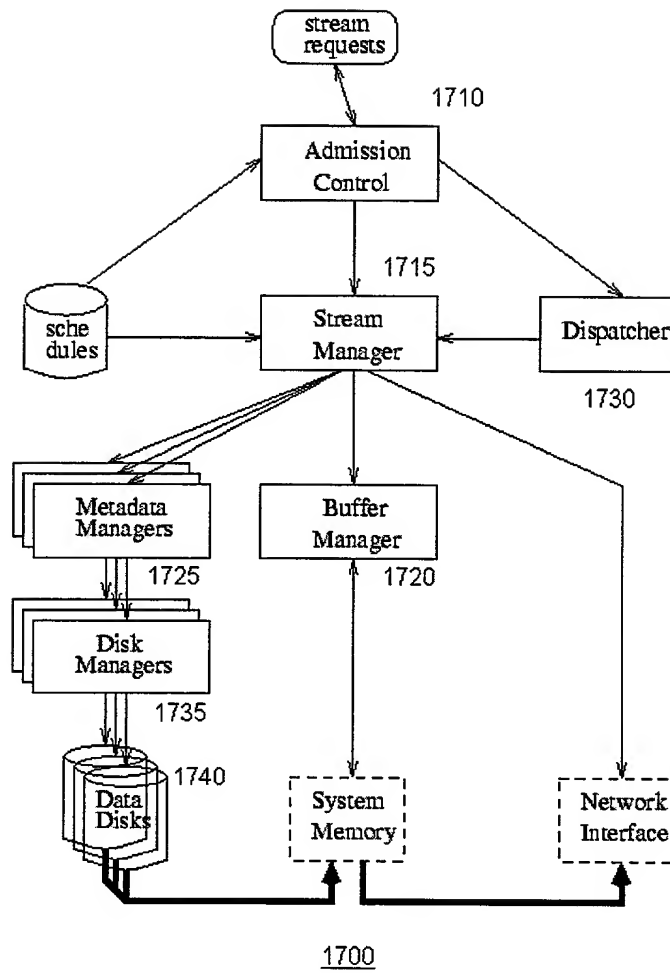 stream
requests
1710
Admission
Control
1715
sche
dules
Stream
Manager
Dispatcher
1730
Metadata
Managers
1725
Buffer
Manager
1720
Disk
Managers
1735
1740
Data
Disks
System
Memory
Network
Interface
1700